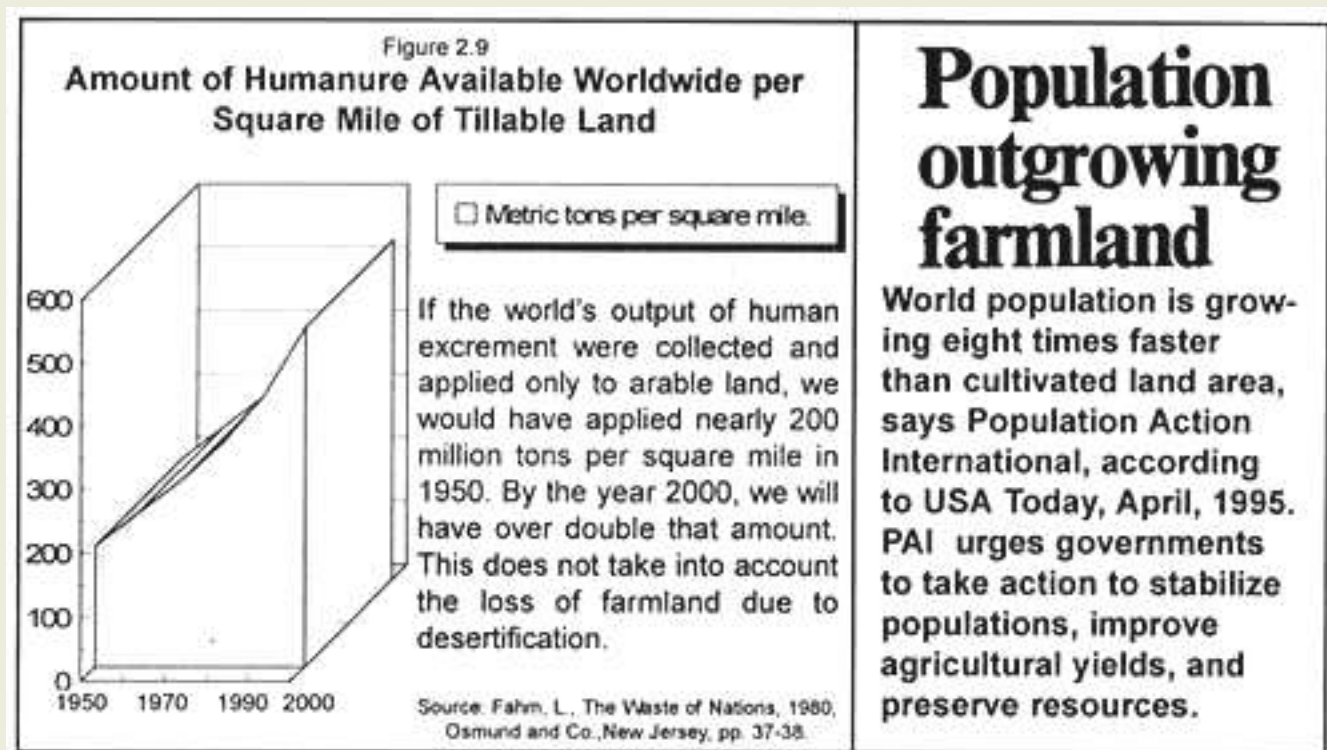 Figure 2.9
Amount of Humanure Available Worldwide per
Square Mile of Tillable Land
Metric tons per square mile.
600
500
400
300
200
100
0
1950 1970 1990 2000
If the world's output of human
excrement were collected and
applied only to arable land, we
would have applied nearly 200
million tons per square mile in
1950. By the year 2000, we will
have over double that amount.
This does not take into account
the loss of farmland due to
desertification.
Source: Fahm, L., The Waste of Nations, 1980,
Osmund and Co., New Jersey, pp. 37-38.
Population
outgrowing
farmland
World population is grow-
ing eight times faster
than cultivated land area,
says Population Action
International, according
to USA Today, April, 1995.
PAI urges governments
to take action to stabilize
populations, improve
agricultural yields, and
preserve resources.